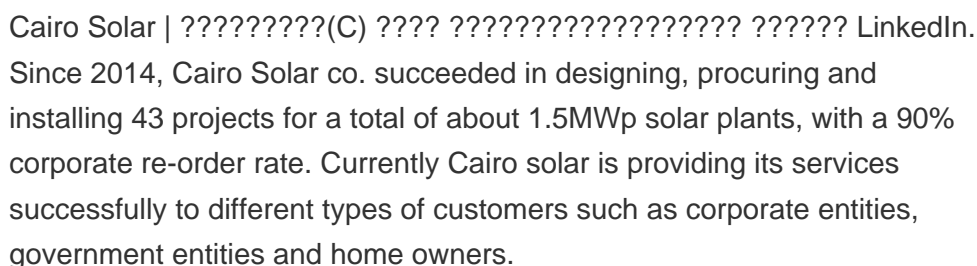 Cairo Solar | ?????????(C) ???? ????????????????? ?????? LinkedIn.
Since 2014, Cairo Solar co. succeeded in designing, procuring and
installing 43 projects for a total of about 1.5MWp solar plants, with a 90%
corporate re-order rate. Currently Cairo solar is providing its services
successfully to different types of customers such as corporate entities,
government entities and home owners.